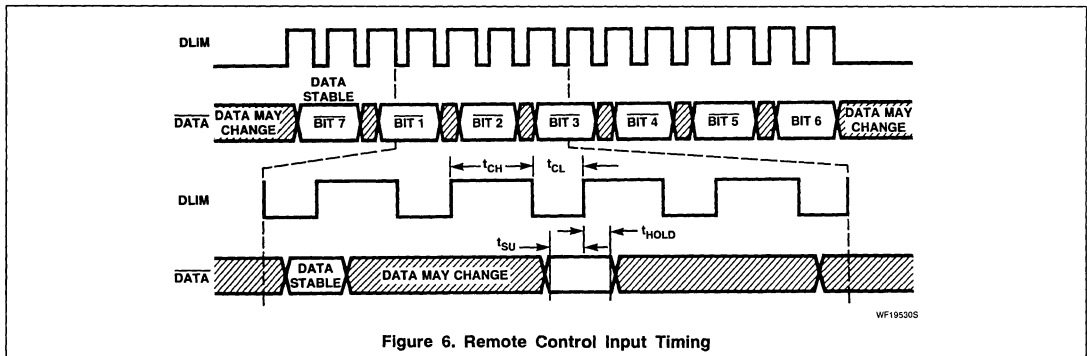 DLIM
DATA
STABLE
DATA DATA MAY CHANGE BIT 7 BIT 1 BIT 2 BIT 3 BIT 4 BIT 5 BIT 6 DATA MAY CHANGE
tCH tCL
DLIM
tSU tHOLD
DATA DATA STABLE DATA MAY CHANGE
WF19530S
Figure 6. Remote Control Input Timing